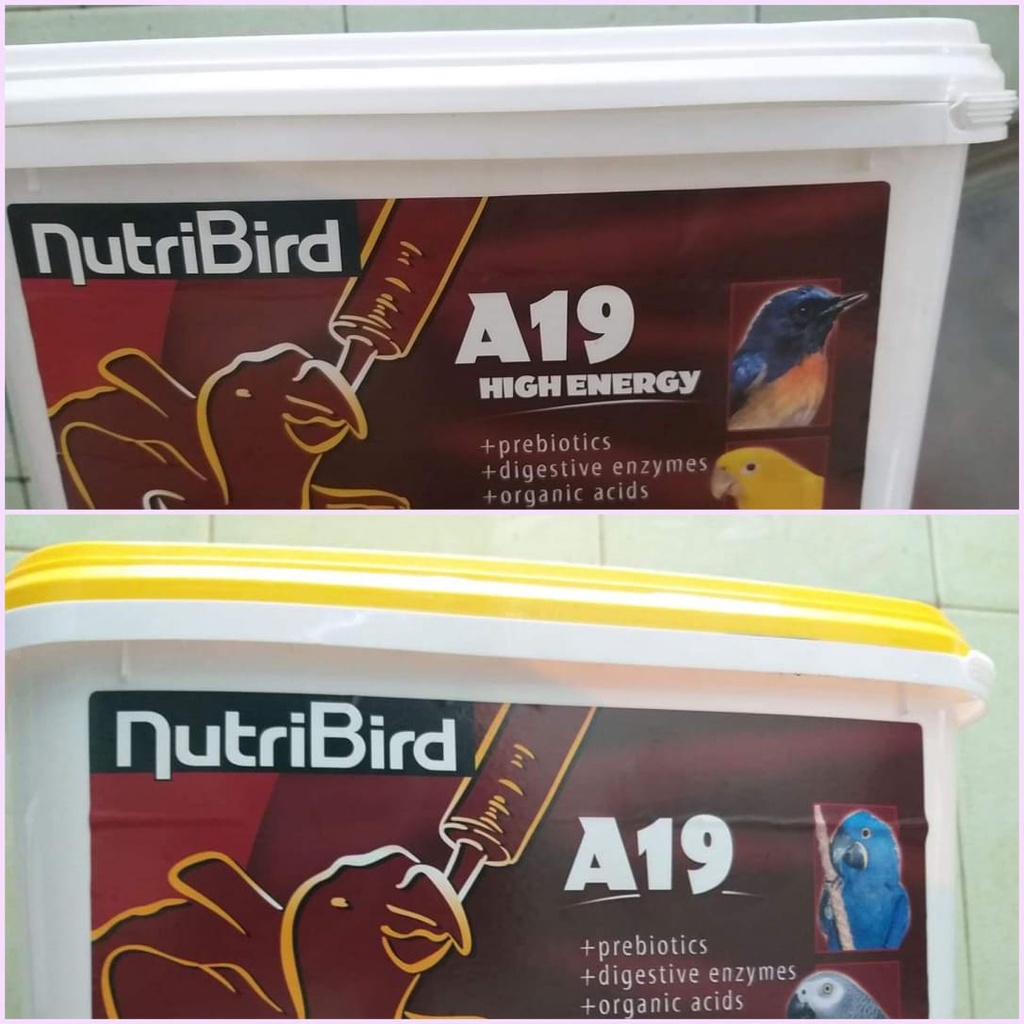 nutriBird
A19
HIGH ENERGY
+prebiotics
+digestive enzymes
+organic acids
nutriBird
A19
+prebiotics
+digestive enzymes
+organic acids